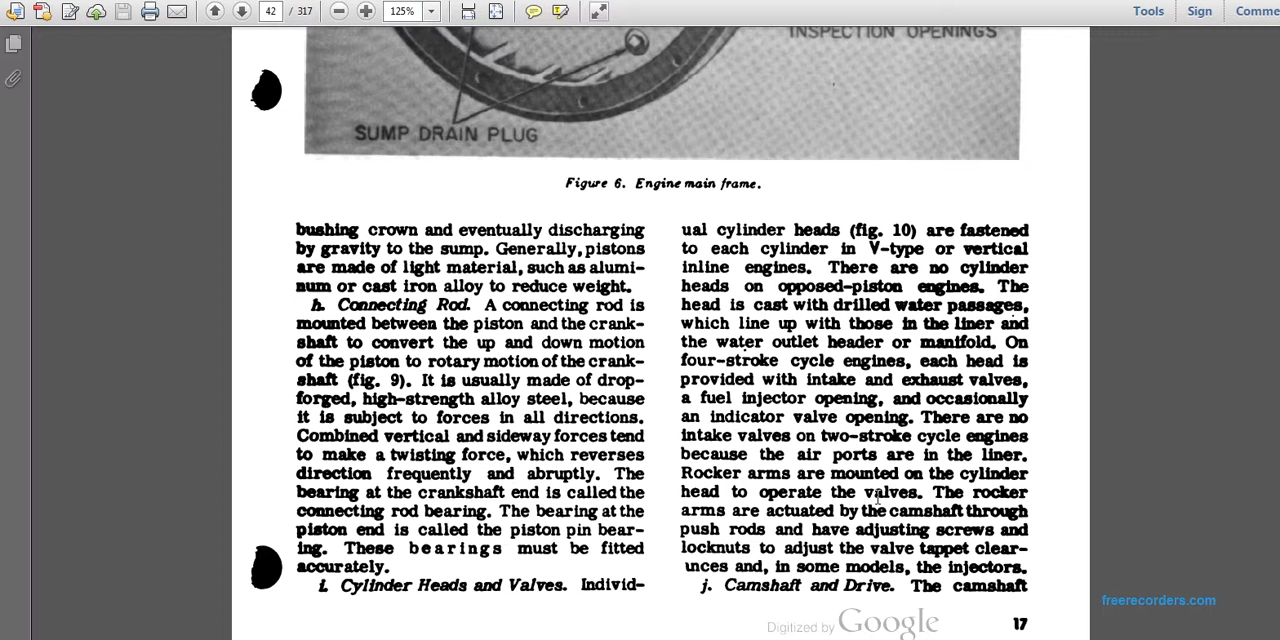 42 / 317
125%
Tools
Sign
Comme
INSPECTION OPENINGS
SUMP DRAIN PLUG
Figure 6. Engine main frame.
bushing crown and eventually discharging
by gravity to the sump. Generally, pistons
are made of light material, such as alumi-
num or cast iron alloy to reduce weight.
h. Connecting Rod. A connecting rod is
mounted between the piston and the crank-
shaft to convert the up and down motion
of the piston to rotary motion of the crank-
shaft (fig. 9). It is usually made of drop-
forged, high-strength alloy steel, because
it is subject to forces in all directions.
Combined vertical and sideway forces tend
to make a twisting force, which reverses
direction frequently and abruptly. The
bearing at the crankshaft end is called the
connecting rod bearing. The bearing at the
piston end is called the piston pin bear-
ing. These bearings must be fitted
accurately.
i. Cylinder Heads and Valves. Individ-
ual cylinder heads (fig. 10) are fastened
to each cylinder in V-type or vertical
inline engines. There are no cylinder
heads on opposed-piston engines. The
head is cast with drilled water passages,
which line up with those in the liner and
the water outlet header or manifold. On
four-stroke cycle engines, each head is
provided with intake and exhaust valves,
a fuel injector opening, and occasionally
an indicator valve opening. There are no
intake valves on two-stroke cycle engines
because the air ports are in the liner.
Rocker arms are mounted on the cylinder
head to operate the valves. The rocker
arms are actuated by the camshaft through
push rods and have adjusting screws and
locknuts to adjust the valve tappet clear-
ances and, in some models, the injectors.
j. Camshaft and Drive. The camshaft
17
Digitized by Google
freerecorders.com